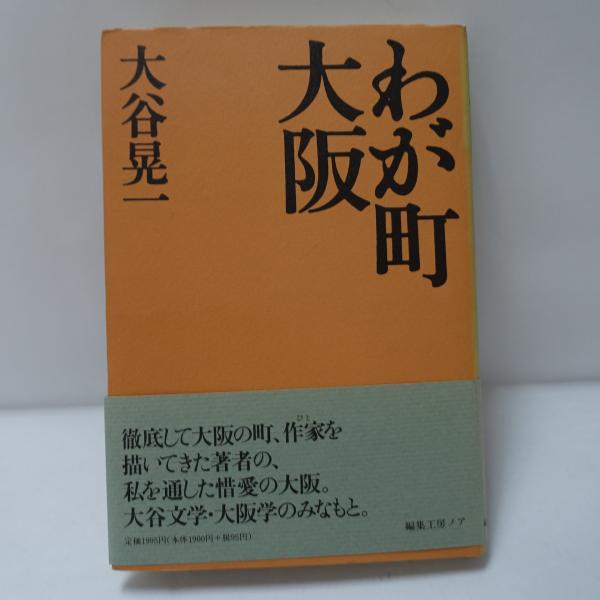 わが町
大阪
大谷晃一
徹底して大阪の町、作家を
ひと
描いてきた著者の、
私を通した惜愛の大阪。
大谷文学・大阪学のみなもと。
定価1995円(本体1900円+税95円)
編集工房ノア